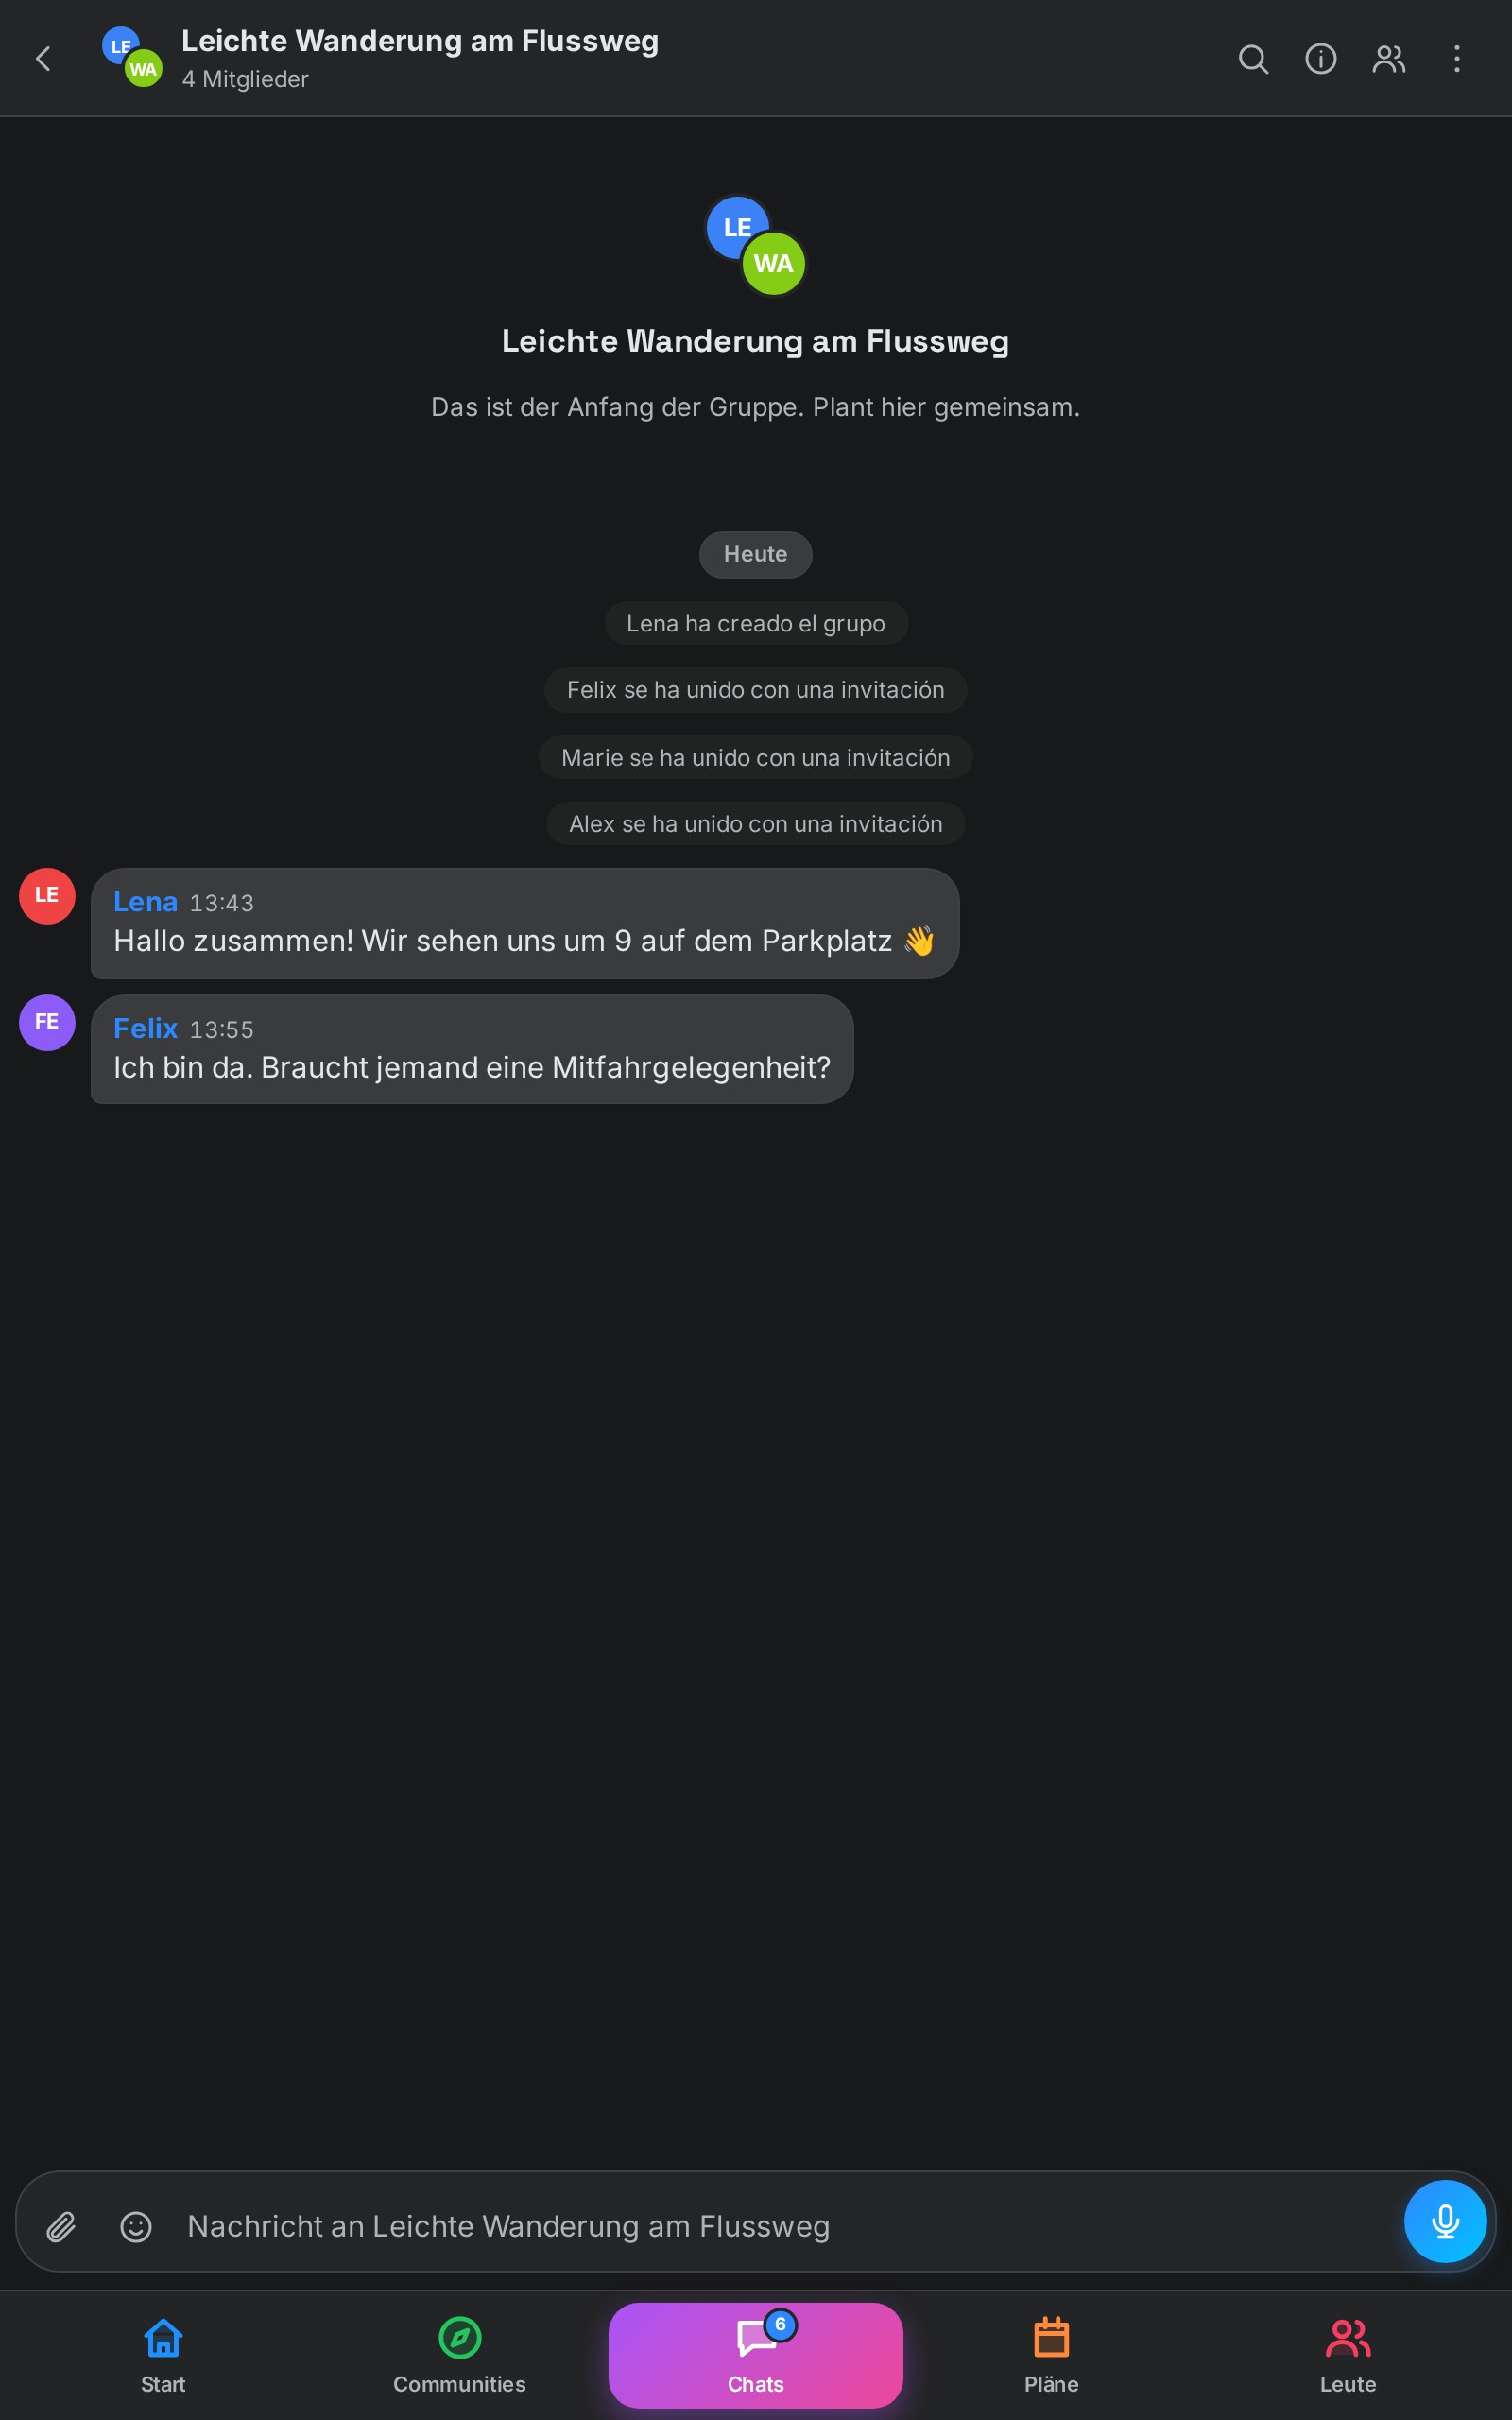 LE
WA
Leichte Wanderung am Flussweg
4 Mitglieder
LE
WA
Leichte Wanderung am Flussweg
Das ist der Anfang der Gruppe. Plant hier gemeinsam.
Heute
Lena ha creado el grupo
Felix se ha unido con una invitación
Marie se ha unido con una invitación
Alex se ha unido con una invitación
LE
Lena 13:43
Hallo zusammen! Wir sehen uns um 9 auf dem Parkplatz 👋
FE
Felix 13:55
Ich bin da. Braucht jemand eine Mitfahrgelegenheit?
Nachricht an Leichte Wanderung am Flussweg
6
Start
Communities
Chats
Pläne
Leute